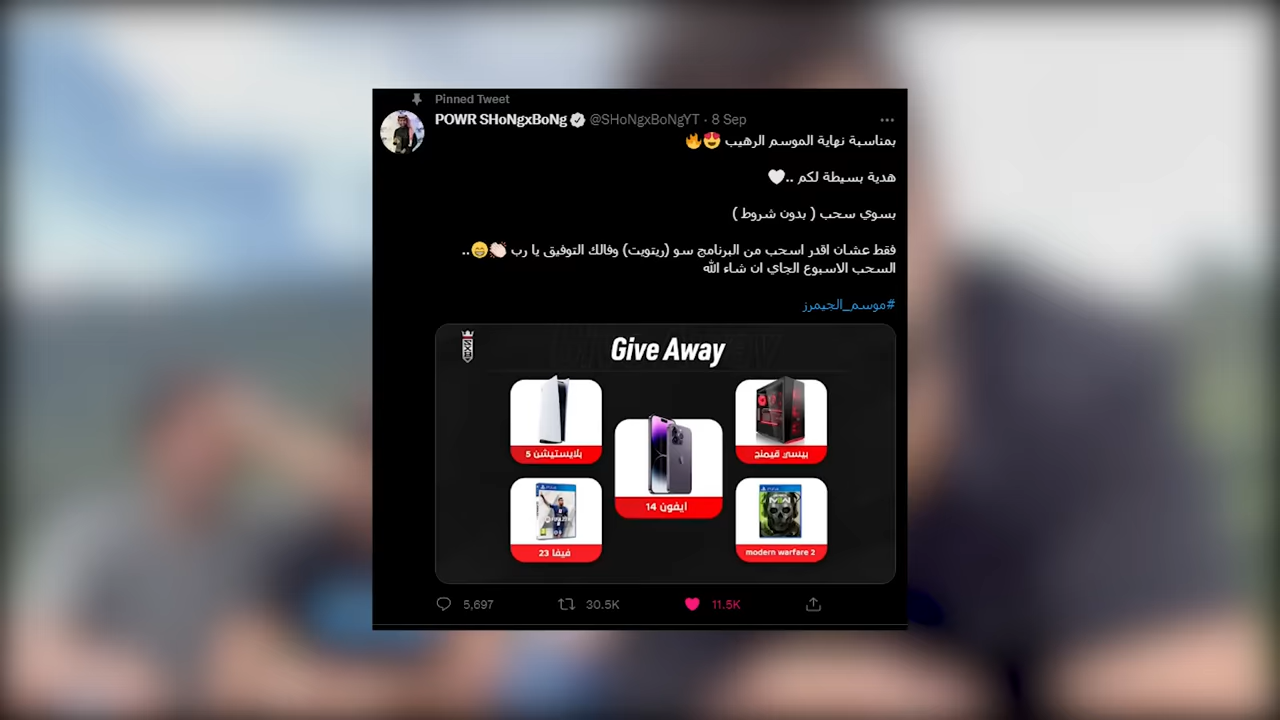 Pinned Tweet
POWR SHoNgxBoNg @SHoNgxBoNgYT · 8 Sep
بمناسبة نهاية الموسم الرهيب 😍🔥
هدية بسيطة لكم ..🤍
بسوي سحب ( بدون شروط )
فقط عشان اقدر اسحب من البرنامج سو (ريتويت) وفالك التوفيق يا رب 👏🏻😁..
السحب الاسبوع الجاي ان شاء الله
#موسم_الجيمرز
Give Away
بلايستيشن 5
بيسي قيمنج
ايفون 14
فيفا 23
modern warfare 2
5,697 30.5K 11.5K